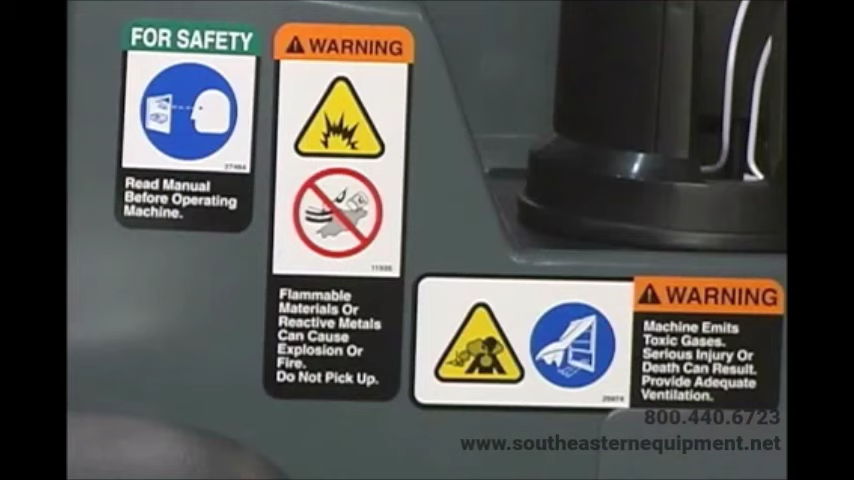 FOR SAFETY
27464
Read Manual
Before Operating
Machine.
WARNING
Flammable
Materials Or
Reactive Metals
Can Cause
Explosion Or
Fire.
Do Not Pick Up.
WARNING
Machine Emits
Toxic Gases.
Serious Injury Or
Death Can Result.
Provide Adequate
Ventilation.
800.440.6723
www.southeasternequipment.net